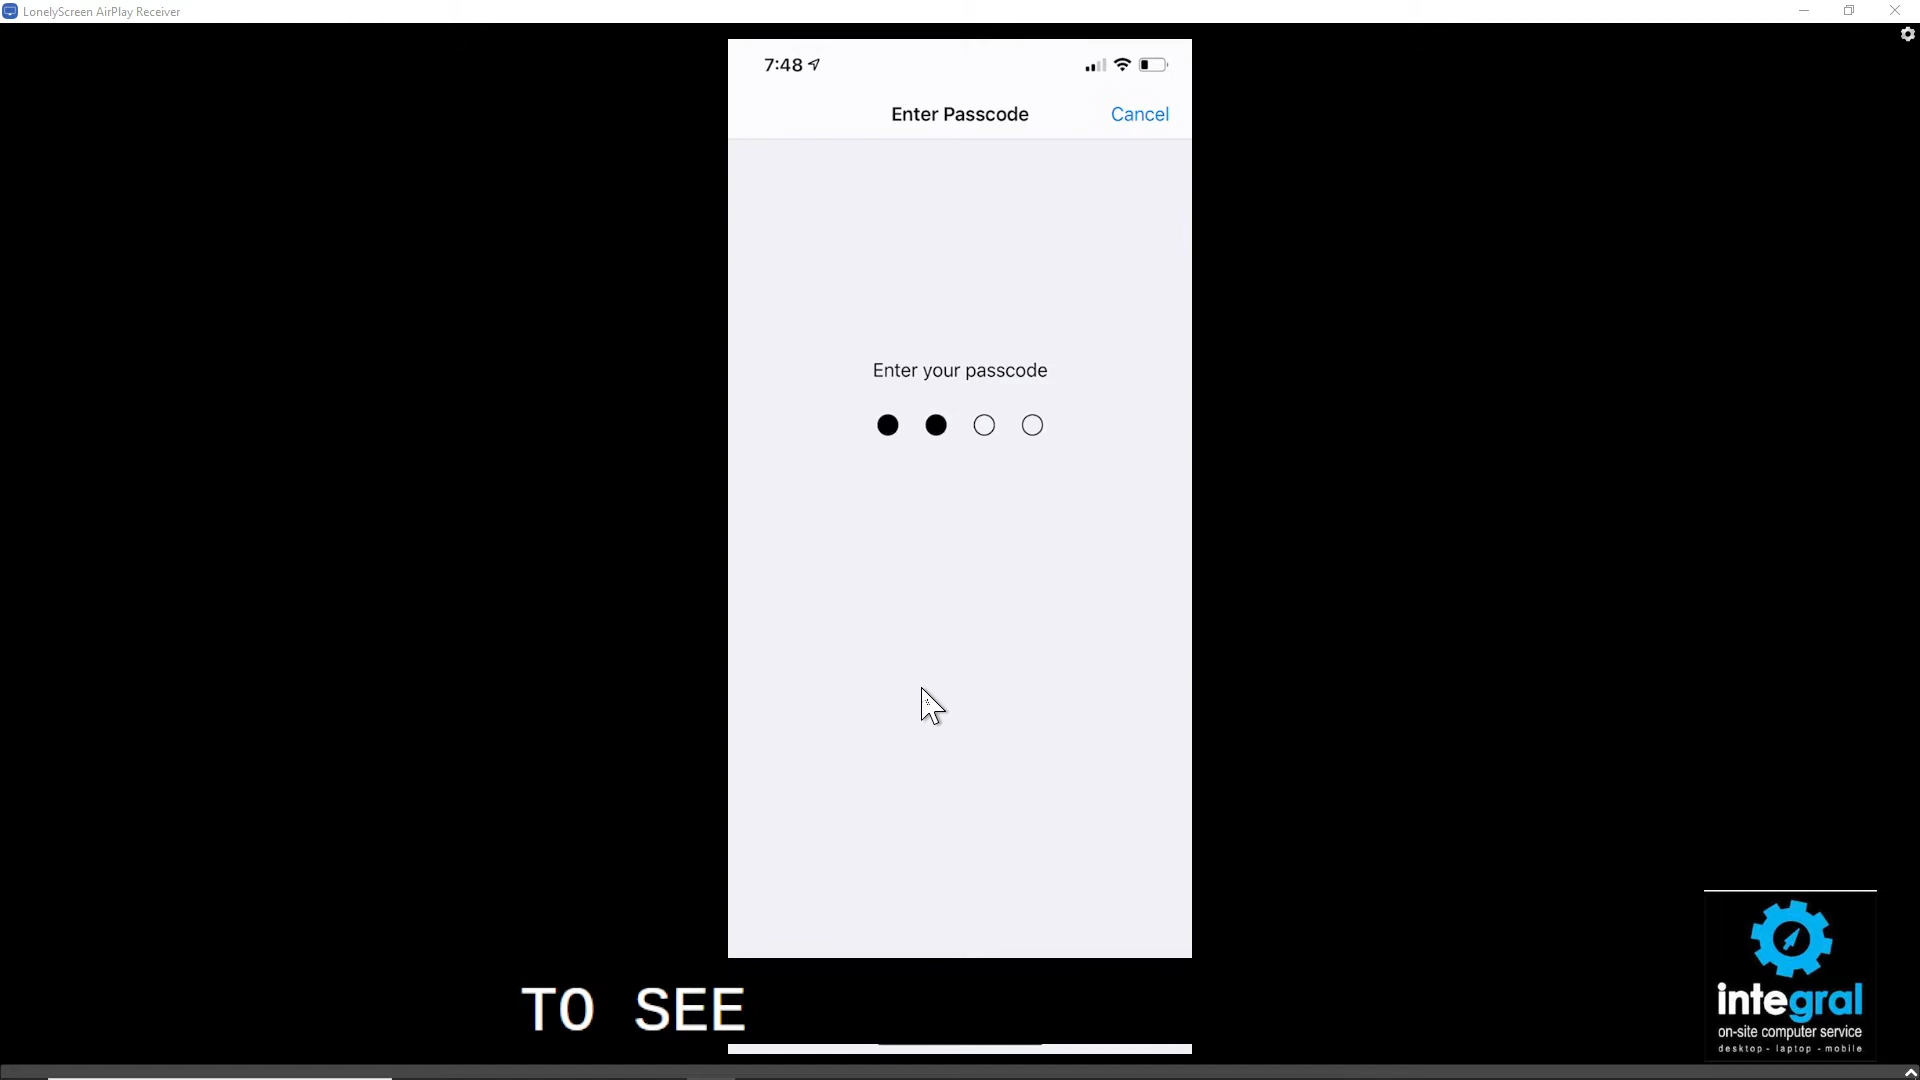 LonelyScreen AirPlay Receiver
7:48
Enter Passcode
Cancel
Enter your passcode
TO SEE
integral
on-site computer service
desktop - laptop - mobile